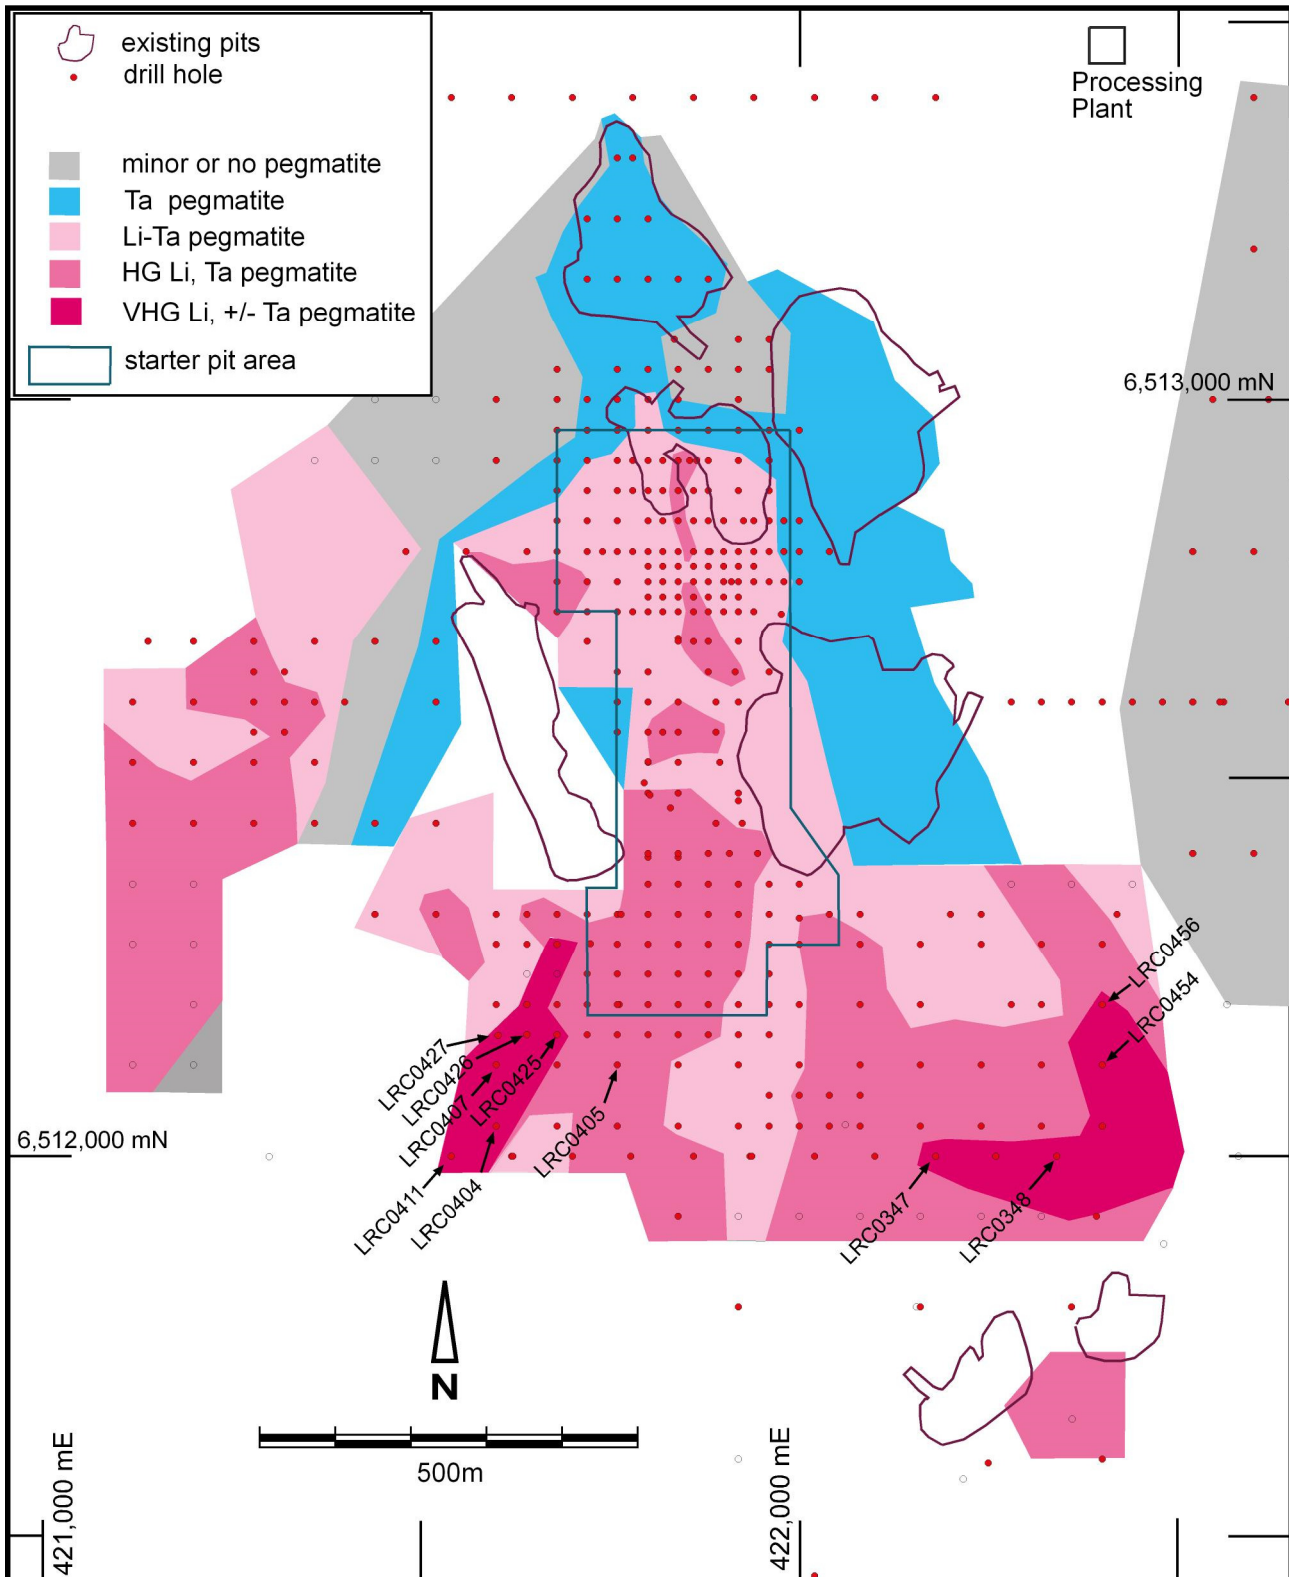 existing pits
drill hole
minor or no pegmatite
Ta pegmatite
Li-Ta pegmatite
HG Li, Ta pegmatite
VHG Li, +/- Ta pegmatite
starter pit area
Processing
Plant
6,513,000 mN
LRC0456
LRC0454
LRC0427
LRC0426
LRC0425
LRC0407
LRC0405
6,512,000 mN
LRC0411
LRC0404
LRC0347
LRC0348
N
500m
421,000 mE
422,000 mE